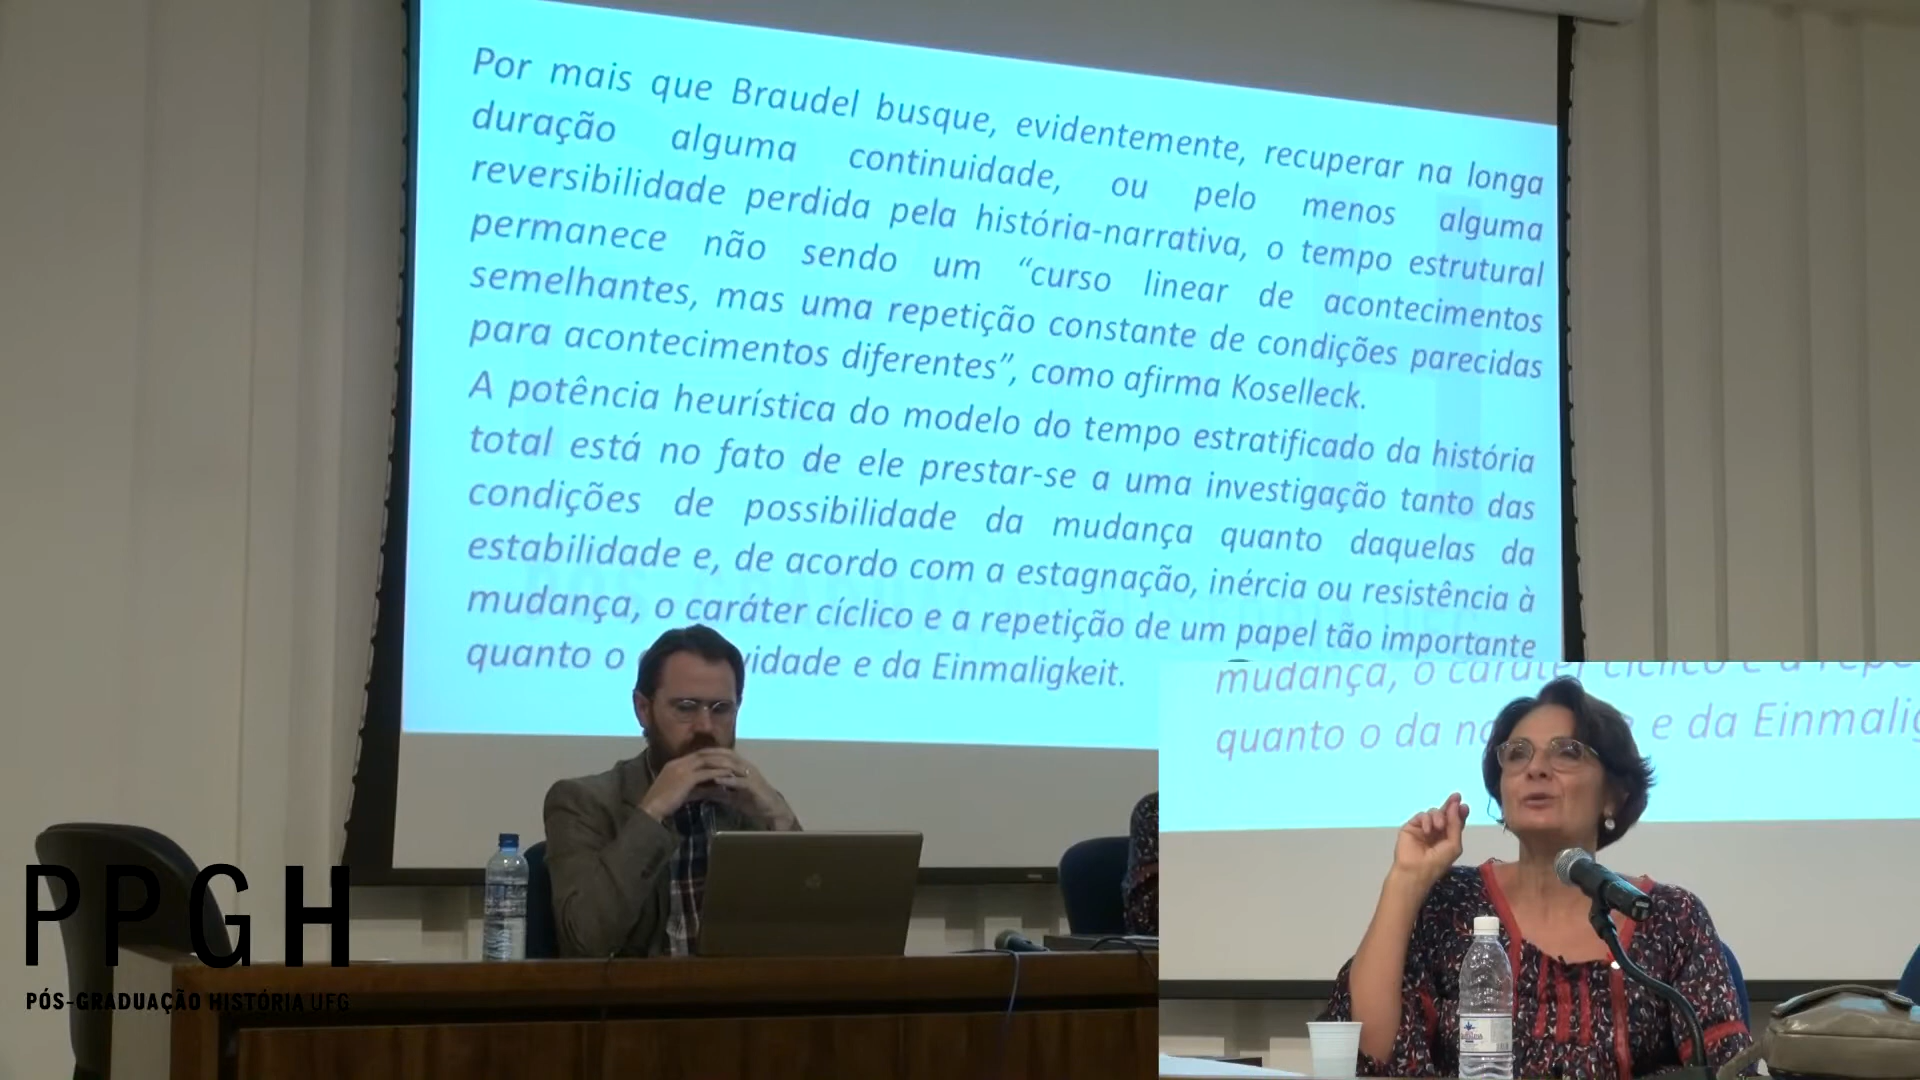 Por mais que Braudel busque, evidentemente, recuperar na longa
duração alguma continuidade, ou pelo menos alguma
reversibilidade perdida pela história-narrativa, o tempo estrutural
permanece não sendo um “curso linear de acontecimentos
semelhantes, mas uma repetição constante de condições parecidas
para acontecimentos diferentes”, como afirma Koselleck.
A potência heurística do modelo do tempo estratificado da história
total está no fato de ele prestar-se a uma investigação tanto das
condições de possibilidade da mudança quanto daquelas da
estabilidade e, de acordo com a estagnação, inércia ou resistência à
mudança, o caráter cíclico e a repetição de um papel tão importante
quanto o vidade e da Einmaligkeit.
mudança, o caráter cíclico e a repe
quanto o da no e da Einmalig
PPGH
PÓS-GRADUAÇÃO HISTÓRIA UFG